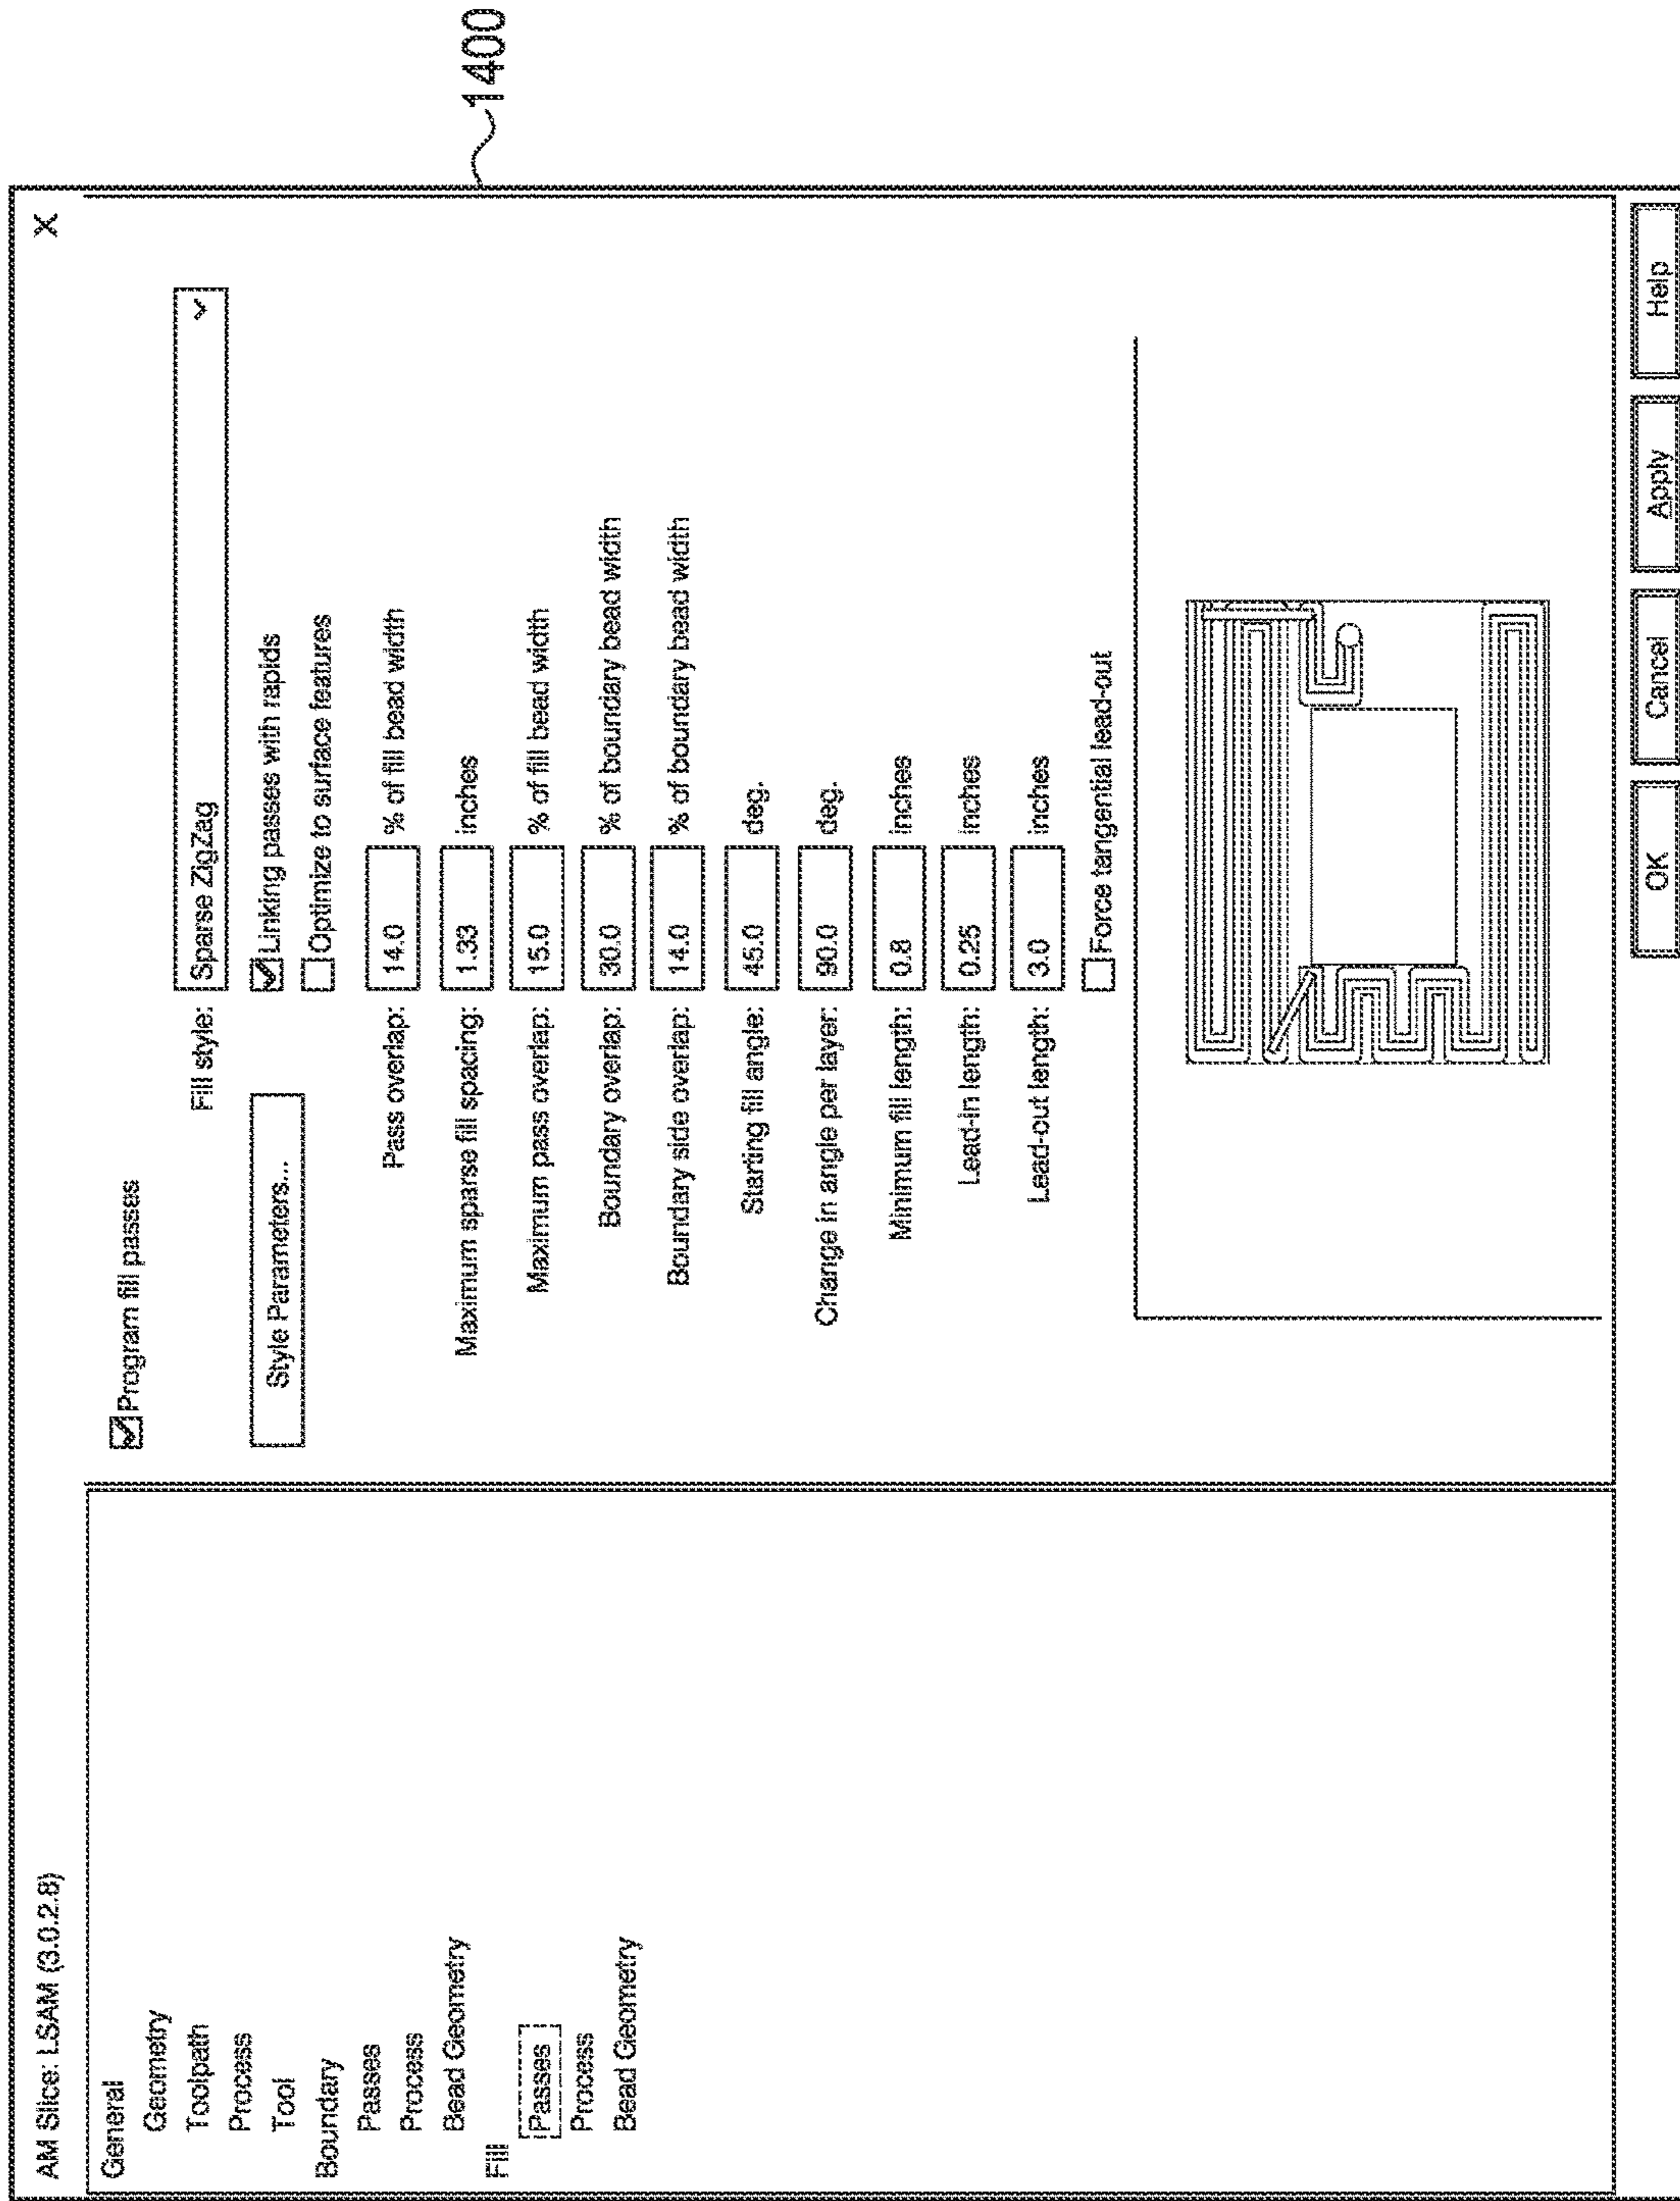 AM Slice: LSAM (3.0.2.8)
X
General
Geometry
Toolpath
Process
Tool
Boundary
Passes
Process
Bead Geometry
Fill
Passes
Process
Bead Geometry
Program fill passes
Fill style: Sparse ZigZag
Style Parameters...
Linking passes with rapids
Optimize to surface features
Pass overlap: 14.0 % of fill bead width
Maximum sparse fill spacing: 1.33 inches
Maximum pass overlap: 15.0 % of fill bead width
Boundary overlap: 30.0 % of boundary bead width
Boundary side overlap: 14.0 % of boundary bead width
Starting fill angle: 45.0 deg.
Change in angle per layer: 90.0 deg.
Minimum fill length: 0.8 inches
Lead-in length: 0.25 inches
Lead-out length: 3.0 inches
Force tangential lead-out
OK Cancel Apply Help
1400